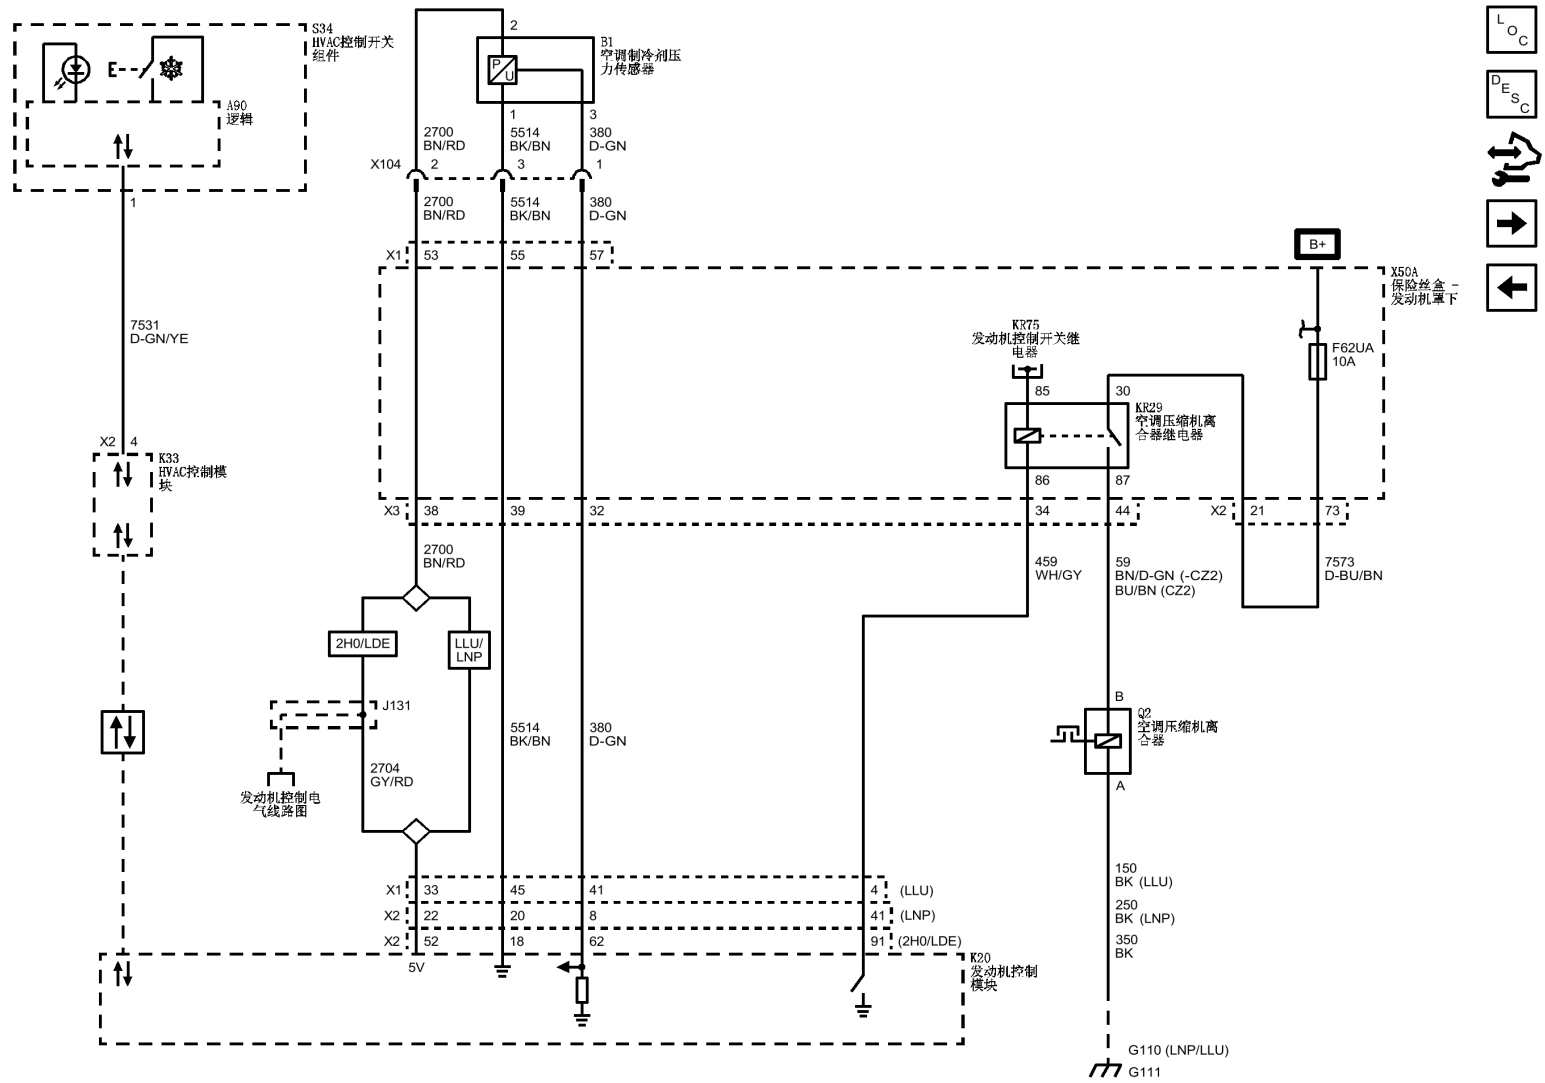 S34
HVAC控制开关
组件
A90
逻辑
1
7531
D-GN/YE
X2 4
K33
HVAC控制模
块
2
B1
空调制冷剂压
力传感器
P
U
1
3
2700
BN/RD
5514
BK/BN
380
D-GN
X104 2 3 1
2700
BN/RD
5514
BK/BN
380
D-GN
X1 53 55 57
B+
X50A
保险丝盒 -
发动机罩下
F62UA
10A
KR75
发动机控制开关继
电器
85
30
KR29
空调压缩机离
合器继电器
86
87
X3 38 39 32 34 44
X2 21 73
2700
BN/RD
459
WH/GY
59
BN/D-GN (-CZ2)
BU/BN (CZ2)
7573
D-BU/BN
2H0/LDE
LLU/
LNP
J131
发动机控制电
气线路图
2704
GY/RD
5514
BK/BN
380
D-GN
B
Q2
空调压缩机离
合器
A
150
BK (LLU)
250
BK (LNP)
350
BK
X1 33 45 41 4 (LLU)
X2 22 20 8 41 (LNP)
X2 52 18 62 91 (2H0/LDE)
5V
K20
发动机控制
模块
G110 (LNP/LLU)
G111
L
O
C
D
E
S
C